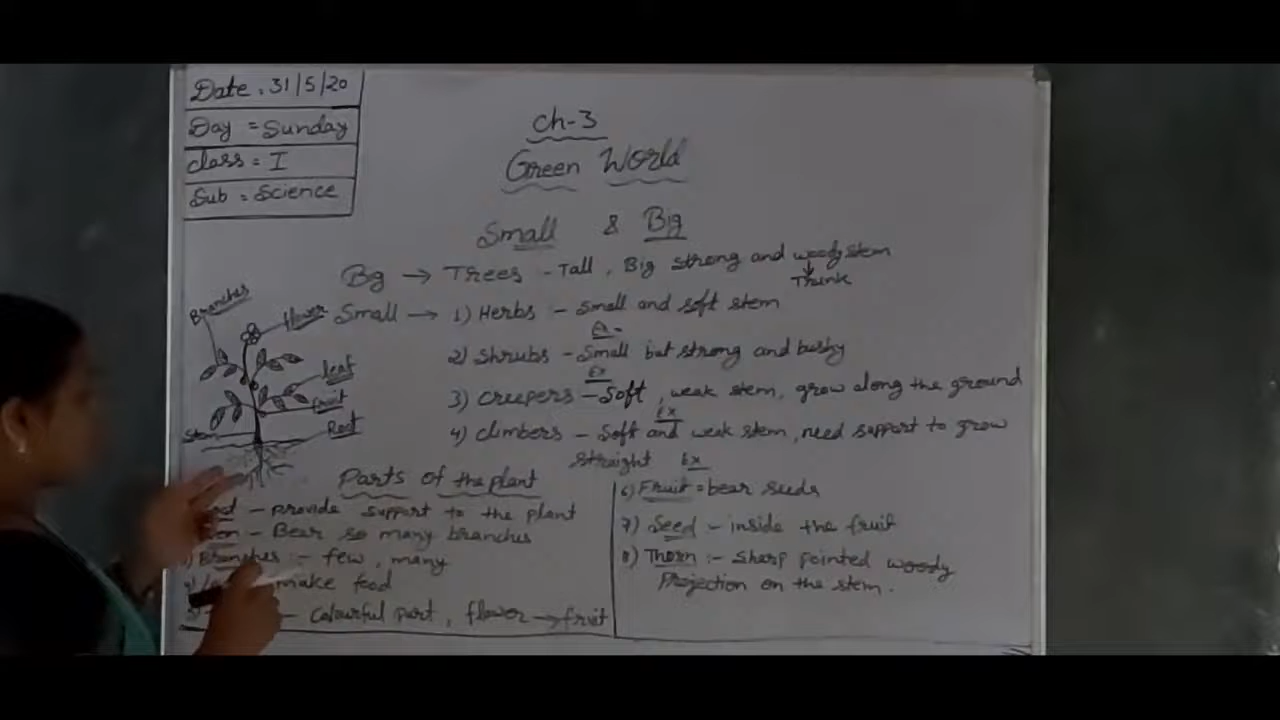 Date . 31/5/20
Day = Sunday
class = I
Sub = Science
Ch-3
Green World
Small & Big
Big → Trees - Tall , Big strong and woody stem
Small → 1) Herbs - Small and soft stem
2) Shrubs - Small but strong and bushy
Ex
3) Creepers - Soft , weak stem, grow along the ground
Ex
4) Climbers - Soft and weak stem, need support to grow
straight Ex
Branches
flower
leaf
fruit
Root
Parts of the plant
- Provide support to the plant
- Bear so many branches
Branches - few, many
make food
- Colourful part , flower → fruit
6) Fruit = bear seeds
7) Seed - inside the fruit
8) Thorn :- Sharp pointed woody
Projection on the stem.